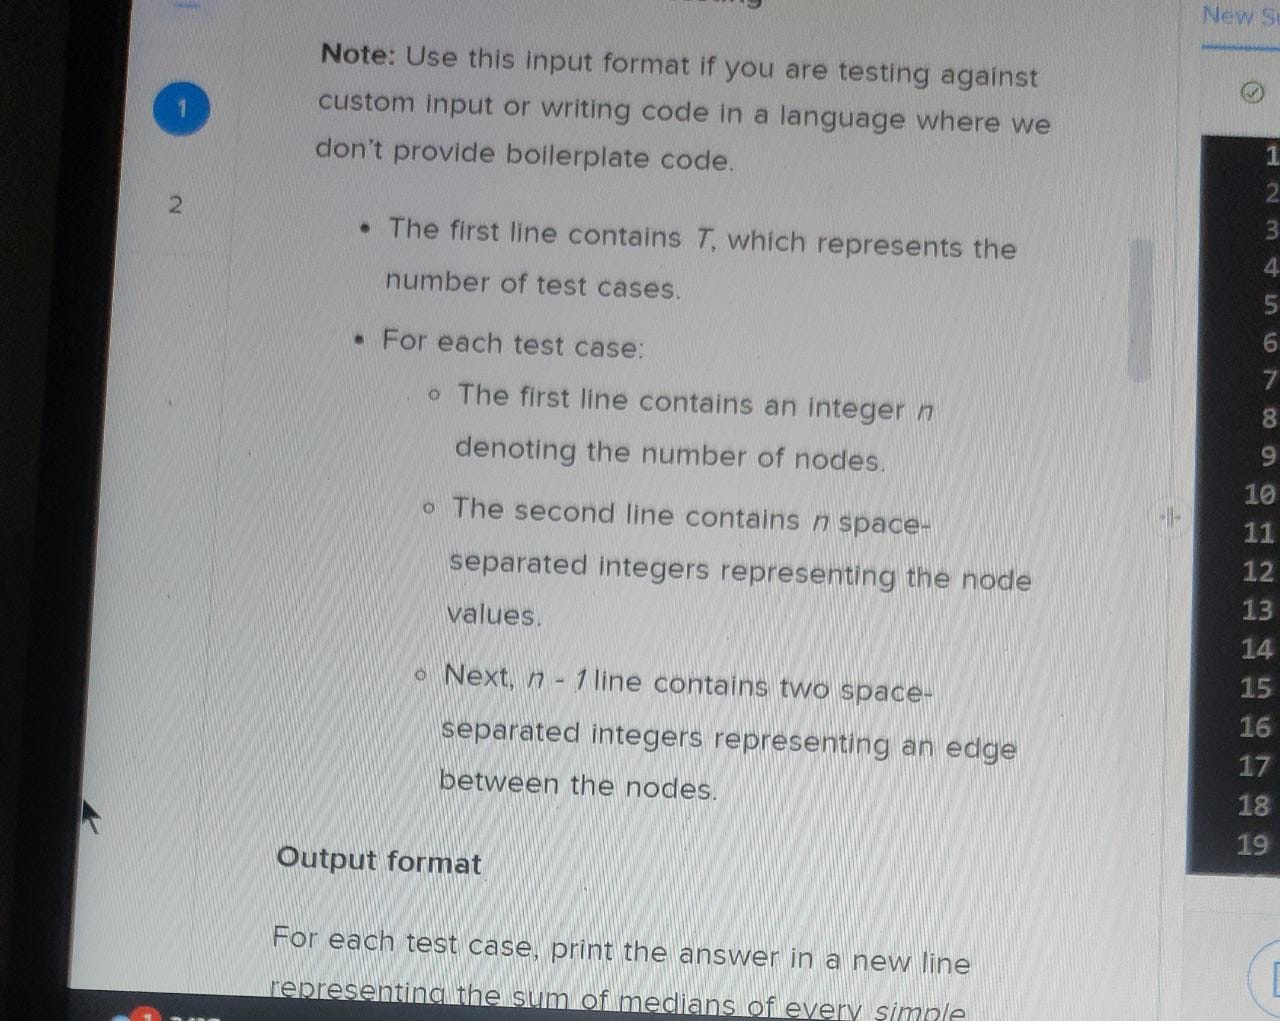 New
Note: Use this input format if you are testing against
custom input or writing code in a language where we
don't provide boilerplate code.
1
2
• The first line contains T, which represents the
number of test cases.
• For each test case:
○ The first line contains an integer n
denoting the number of nodes.
○ The second line contains n space-
separated integers representing the node
values.
○ Next, n - 1 line contains two space-
separated integers representing an edge
between the nodes.
Output format
For each test case, print the answer in a new line
representing the sum of medians of every simple
1
2
3
4
5
6
7
8
9
10
11
12
13
14
15
16
17
18
19
1